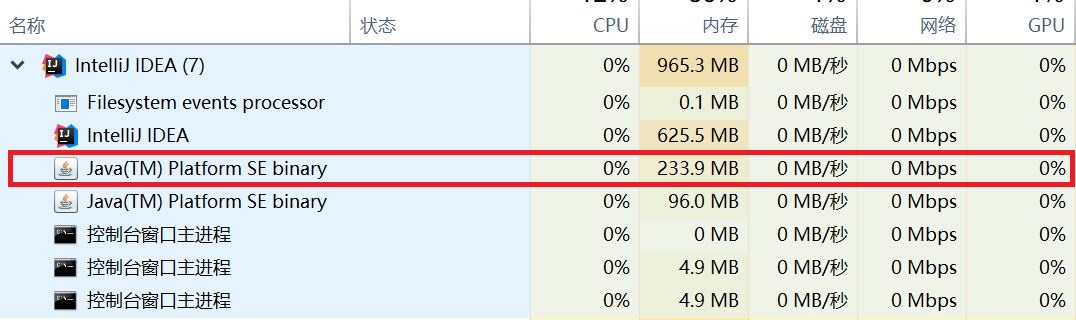 名称 状态 CPU 内存 磁盘 网络 GPU
IntelliJ IDEA (7) 0% 965.3 MB 0 MB/秒 0 Mbps 0%
Filesystem events processor 0% 0.1 MB 0 MB/秒 0 Mbps 0%
IntelliJ IDEA 0% 625.5 MB 0 MB/秒 0 Mbps 0%
Java(TM) Platform SE binary 0% 233.9 MB 0 MB/秒 0 Mbps 0%
Java(TM) Platform SE binary 0% 96.0 MB 0 MB/秒 0 Mbps 0%
控制台窗口主进程 0% 0 MB 0 MB/秒 0 Mbps 0%
控制台窗口主进程 0% 4.9 MB 0 MB/秒 0 Mbps 0%
控制台窗口主进程 0% 4.9 MB 0 MB/秒 0 Mbps 0%